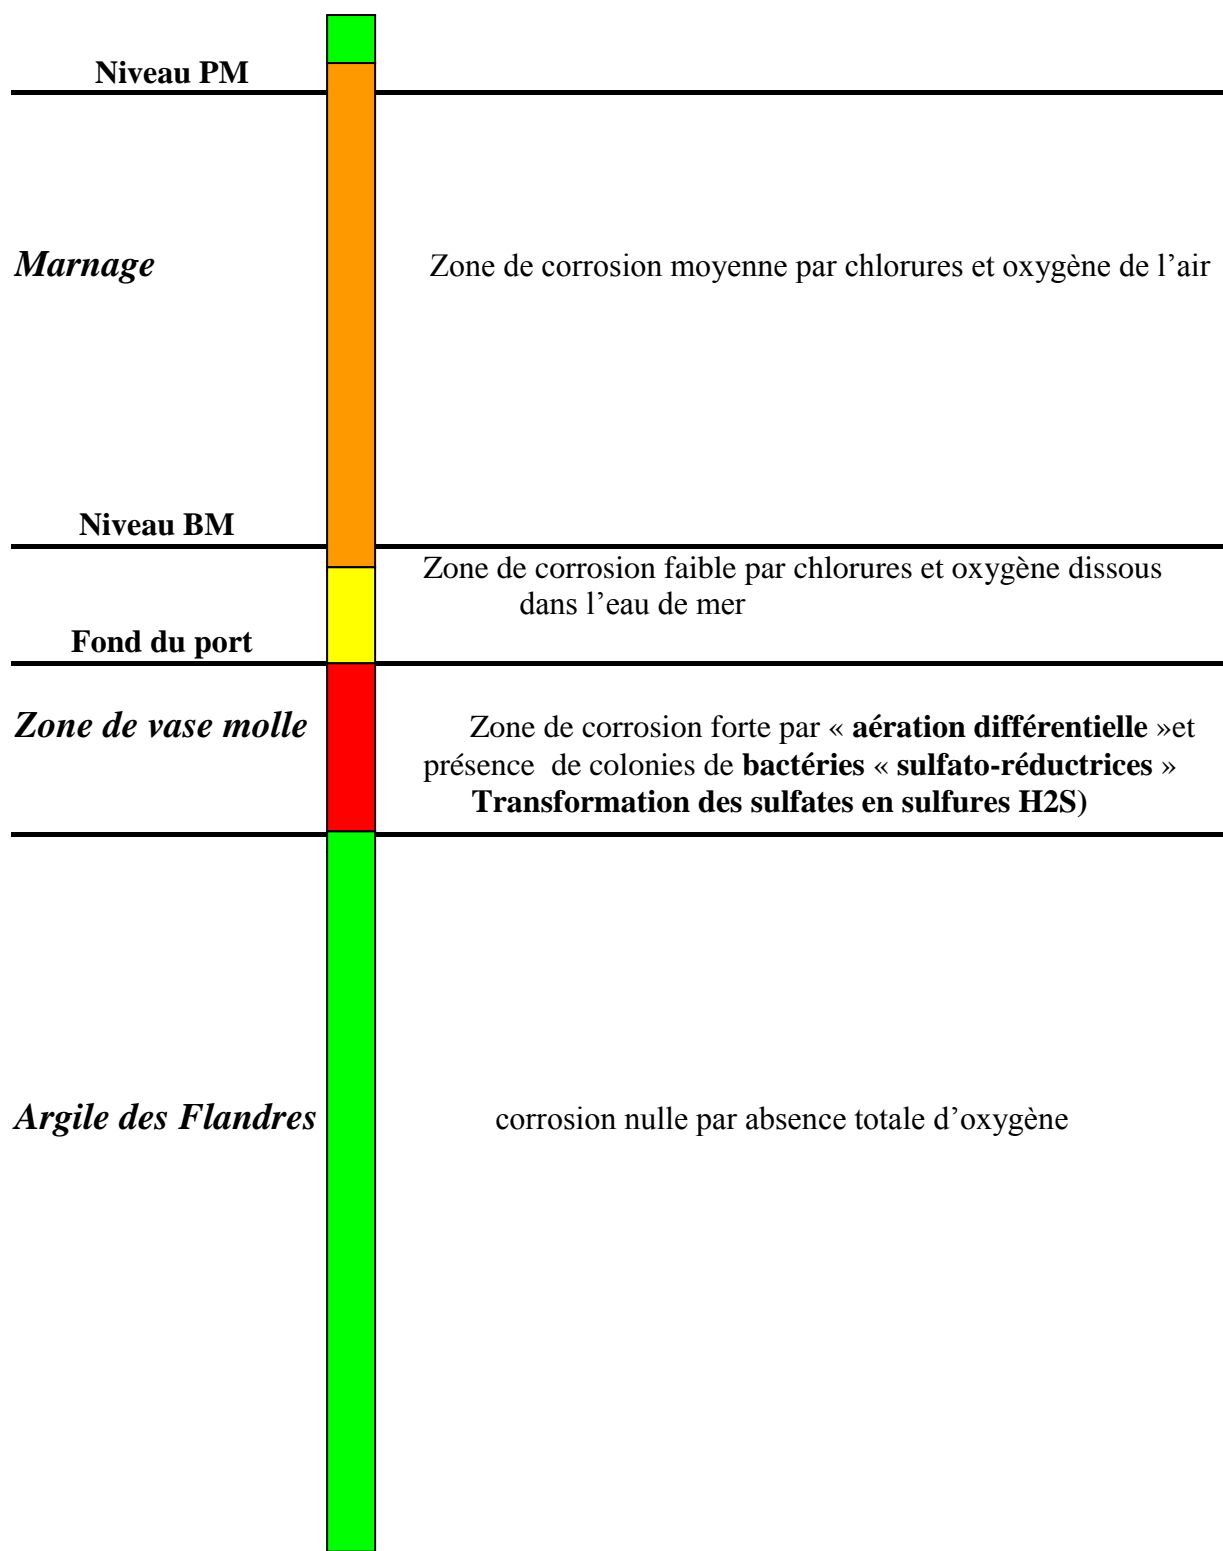 Niveau PM
Marnage
Zone de corrosion moyenne par chlorures et oxygène de l’air
Niveau BM
Zone de corrosion faible par chlorures et oxygène dissous
dans l’eau de mer
Fond du port
Zone de vase molle
Zone de corrosion forte par « aération différentielle »et
présence de colonies de bactéries « sulfato-réductrices »
Transformation des sulfates en sulfures H2S)
Argile des Flandres
corrosion nulle par absence totale d’oxygène